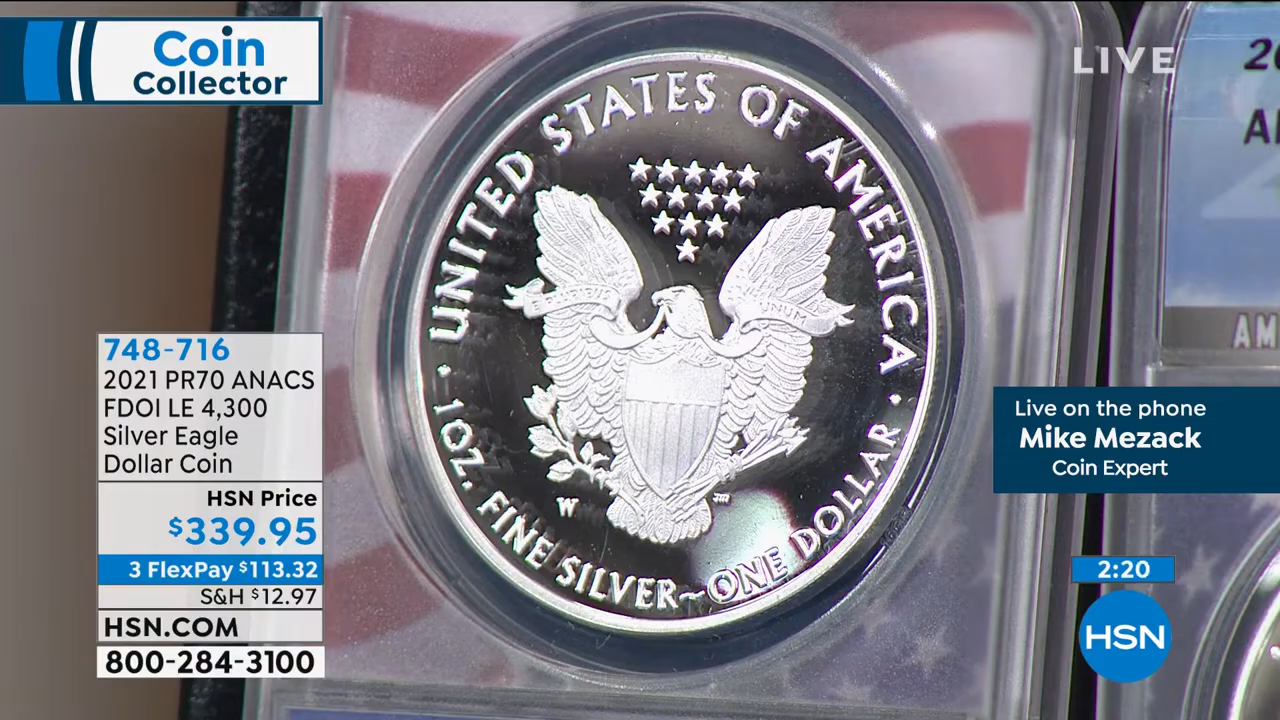 Coin
Collector
LIVE
UNITED STATES OF AMERICA
UNUM
W
1 OZ. FINE SILVER~ONE DOLLAR
748-716
2021 PR70 ANACS
FDOI LE 4,300
Silver Eagle
Dollar Coin
HSN Price
$339.95
3 FlexPay $113.32
S&H $12.97
HSN.COM
800-284-3100
AM
Live on the phone
Mike Mezack
Coin Expert
2:20
HSN